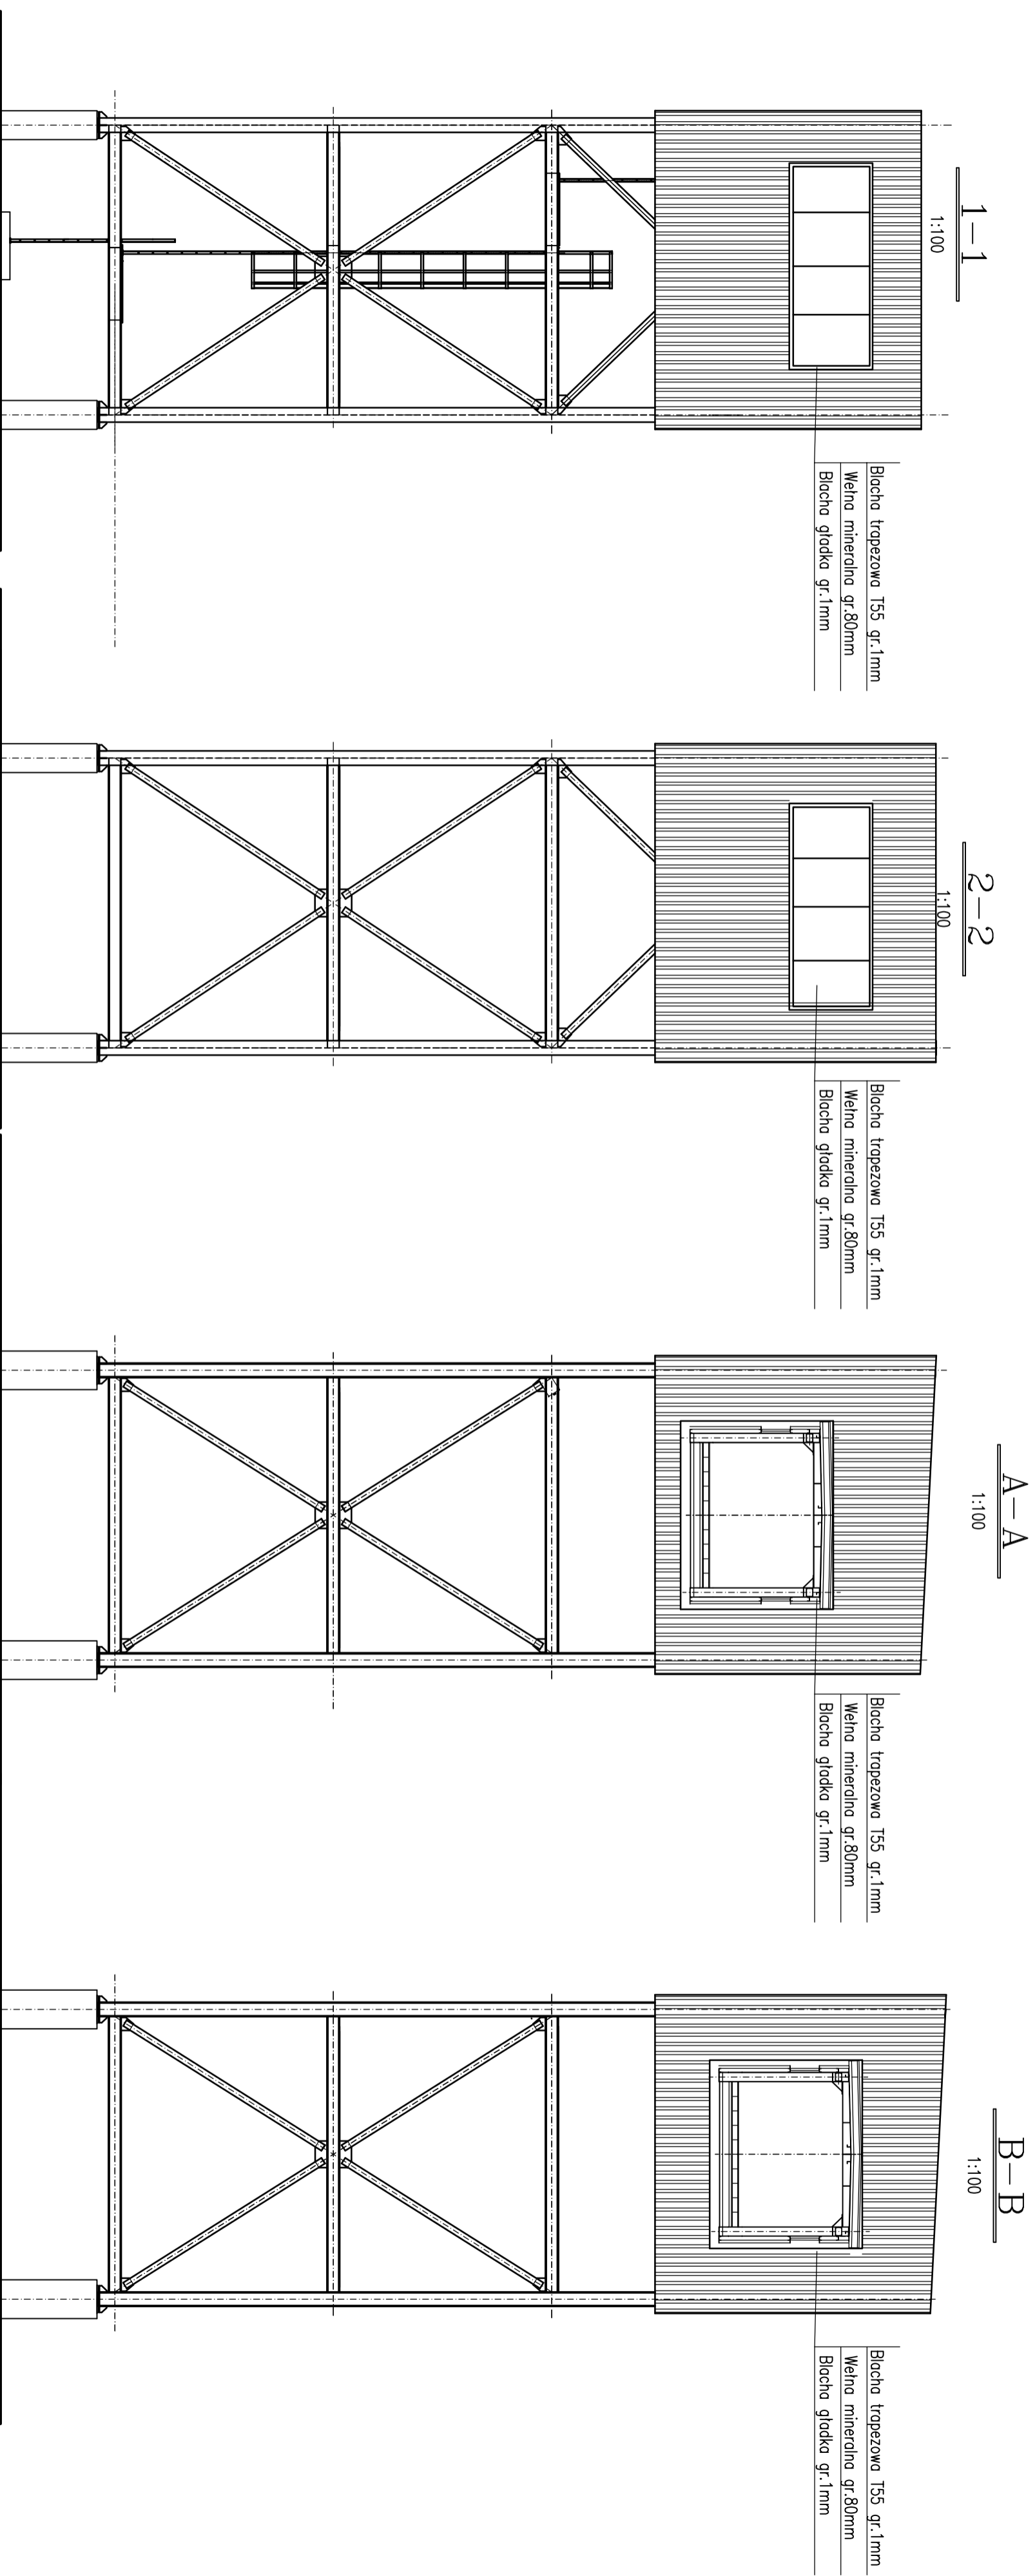 1-1
1:100
Blacha trapezowa T55 gr.1mm
Wełna mineralna gr.80mm
Blacha gładka gr.1mm
2-2
1:100
Blacha trapezowa T55 gr.1mm
Wełna mineralna gr.80mm
Blacha gładka gr.1mm
A-A
1:100
Blacha trapezowa T55 gr.1mm
Wełna mineralna gr.80mm
Blacha gładka gr.1mm
B-B
1:100
Blacha trapezowa T55 gr.1mm
Wełna mineralna gr.80mm
Blacha gładka gr.1mm